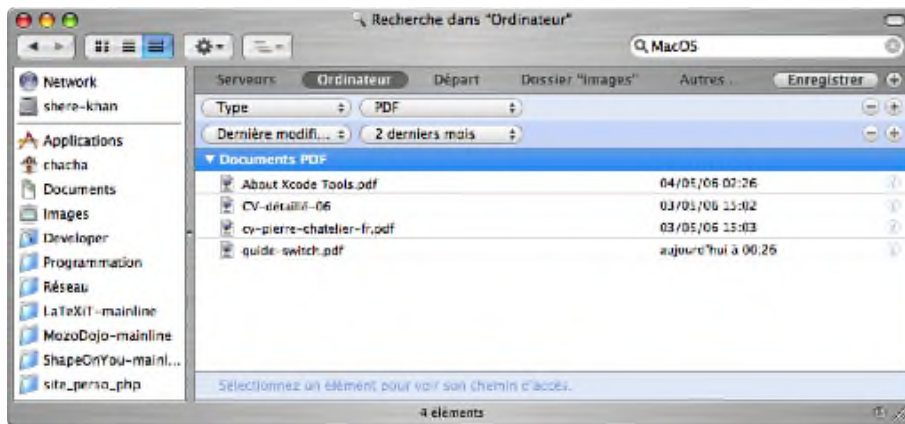 Recherche dans "Ordinateur"
MacOS
Network
shere-khan
Applications
chacha
Documents
Images
Developer
Programmation
Réseau
LaTeXiT-mainline
MozoDojo-mainline
ShapeOnYou-mainl...
site_perso_php
Serveurs Ordinateur Départ Dossier "images" Autres... Enregistrer
Type PDF
Dernière modifi... 2 derniers mois
Documents PDF
About Xcode Tools.pdf 04/05/06 02:26
CV-détaillé-06 03/05/06 15:02
cv-pierre-chatelier-fr.pdf 03/05/06 15:03
guide-switch.pdf aujourd'hui à 00:26
Sélectionnez un élément pour voir son chemin d'accès.
4 éléments